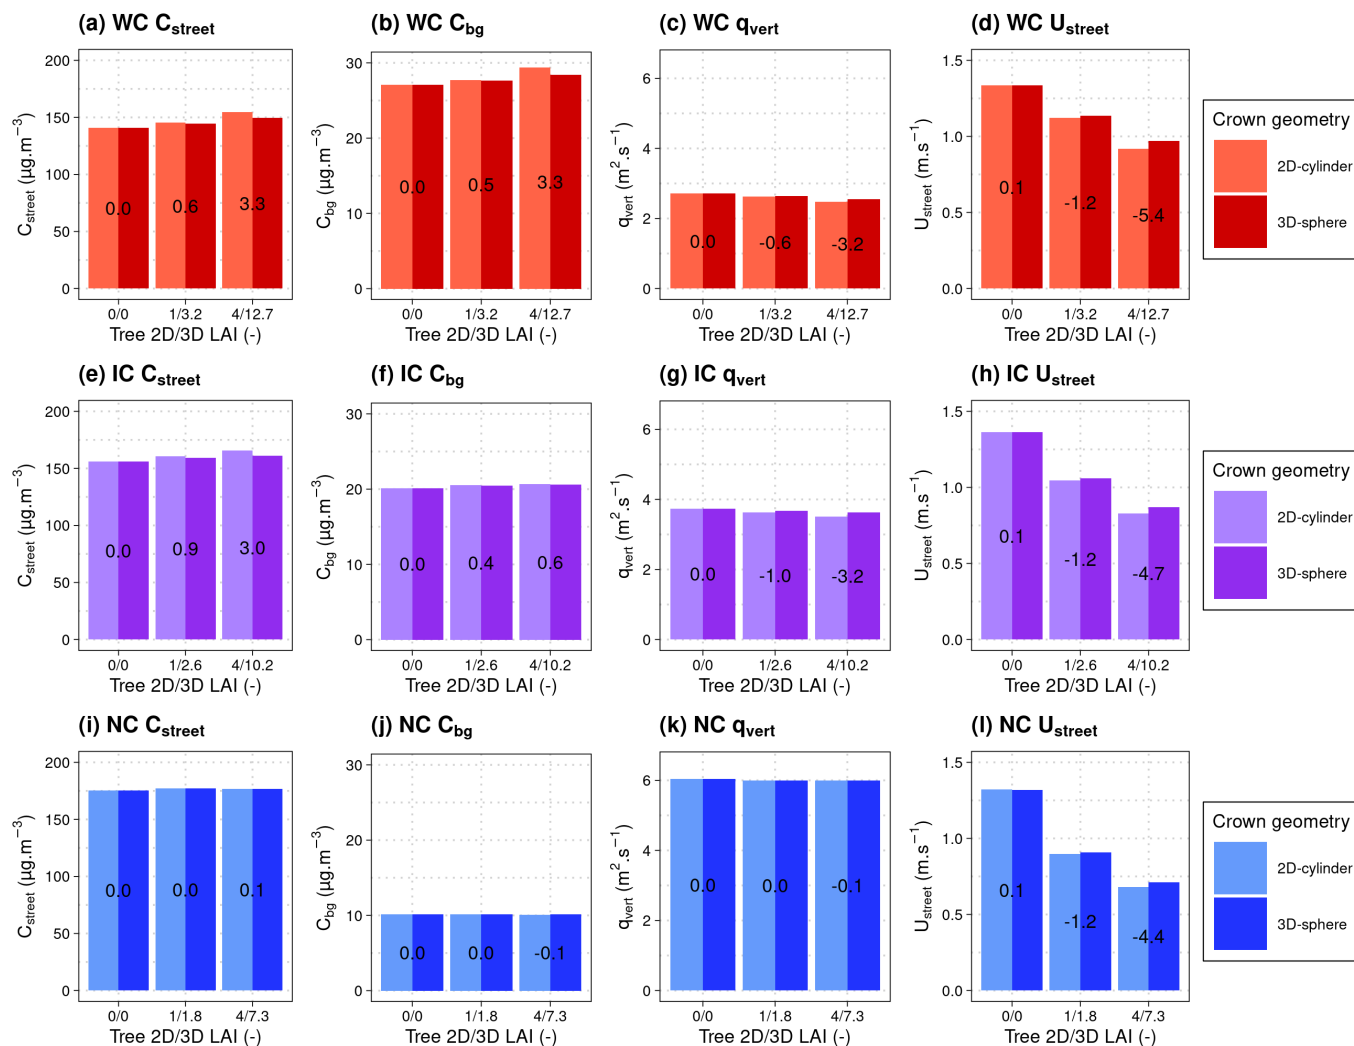 (a) WC Cstreet
(b) WC Cbg
(c) WC qvert
(d) WC Ustreet
Cstreet (µg.m−3)
200
150
100
50
0
0.0
0.6
3.3
0/0
1/3.2
4/12.7
Tree 2D/3D LAI (-)
Cbg (µg.m−3)
30
20
10
0
0.0
0.5
3.3
0/0
1/3.2
4/12.7
Tree 2D/3D LAI (-)
qvert (m2.s−1)
6
4
2
0
0.0
-0.6
-3.2
0/0
1/3.2
4/12.7
Tree 2D/3D LAI (-)
Ustreet (m.s−1)
1.5
1.0
0.5
0.0
0.1
-1.2
-5.4
0/0
1/3.2
4/12.7
Tree 2D/3D LAI (-)
Crown geometry
2D-cylinder
3D-sphere
(e) IC Cstreet
(f) IC Cbg
(g) IC qvert
(h) IC Ustreet
Cstreet (µg.m−3)
200
150
100
50
0
0.0
0.9
3.0
0/0
1/2.6
4/10.2
Tree 2D/3D LAI (-)
Cbg (µg.m−3)
30
20
10
0
0.0
0.4
0.6
0/0
1/2.6
4/10.2
Tree 2D/3D LAI (-)
qvert (m2.s−1)
6
4
2
0
0.0
-1.0
-3.2
0/0
1/2.6
4/10.2
Tree 2D/3D LAI (-)
Ustreet (m.s−1)
1.5
1.0
0.5
0.0
0.1
-1.2
-4.7
0/0
1/2.6
4/10.2
Tree 2D/3D LAI (-)
Crown geometry
2D-cylinder
3D-sphere
(i) NC Cstreet
(j) NC Cbg
(k) NC qvert
(l) NC Ustreet
Cstreet (µg.m−3)
200
150
100
50
0
0.0
0.0
0.1
0/0
1/1.8
4/7.3
Tree 2D/3D LAI (-)
Cbg (µg.m−3)
30
20
10
0
0.0
0.0
-0.1
0/0
1/1.8
4/7.3
Tree 2D/3D LAI (-)
qvert (m2.s−1)
6
4
2
0
0.0
0.0
-0.1
0/0
1/1.8
4/7.3
Tree 2D/3D LAI (-)
Ustreet (m.s−1)
1.5
1.0
0.5
0.0
0.1
-1.2
-4.4
0/0
1/1.8
4/7.3
Tree 2D/3D LAI (-)
Crown geometry
2D-cylinder
3D-sphere